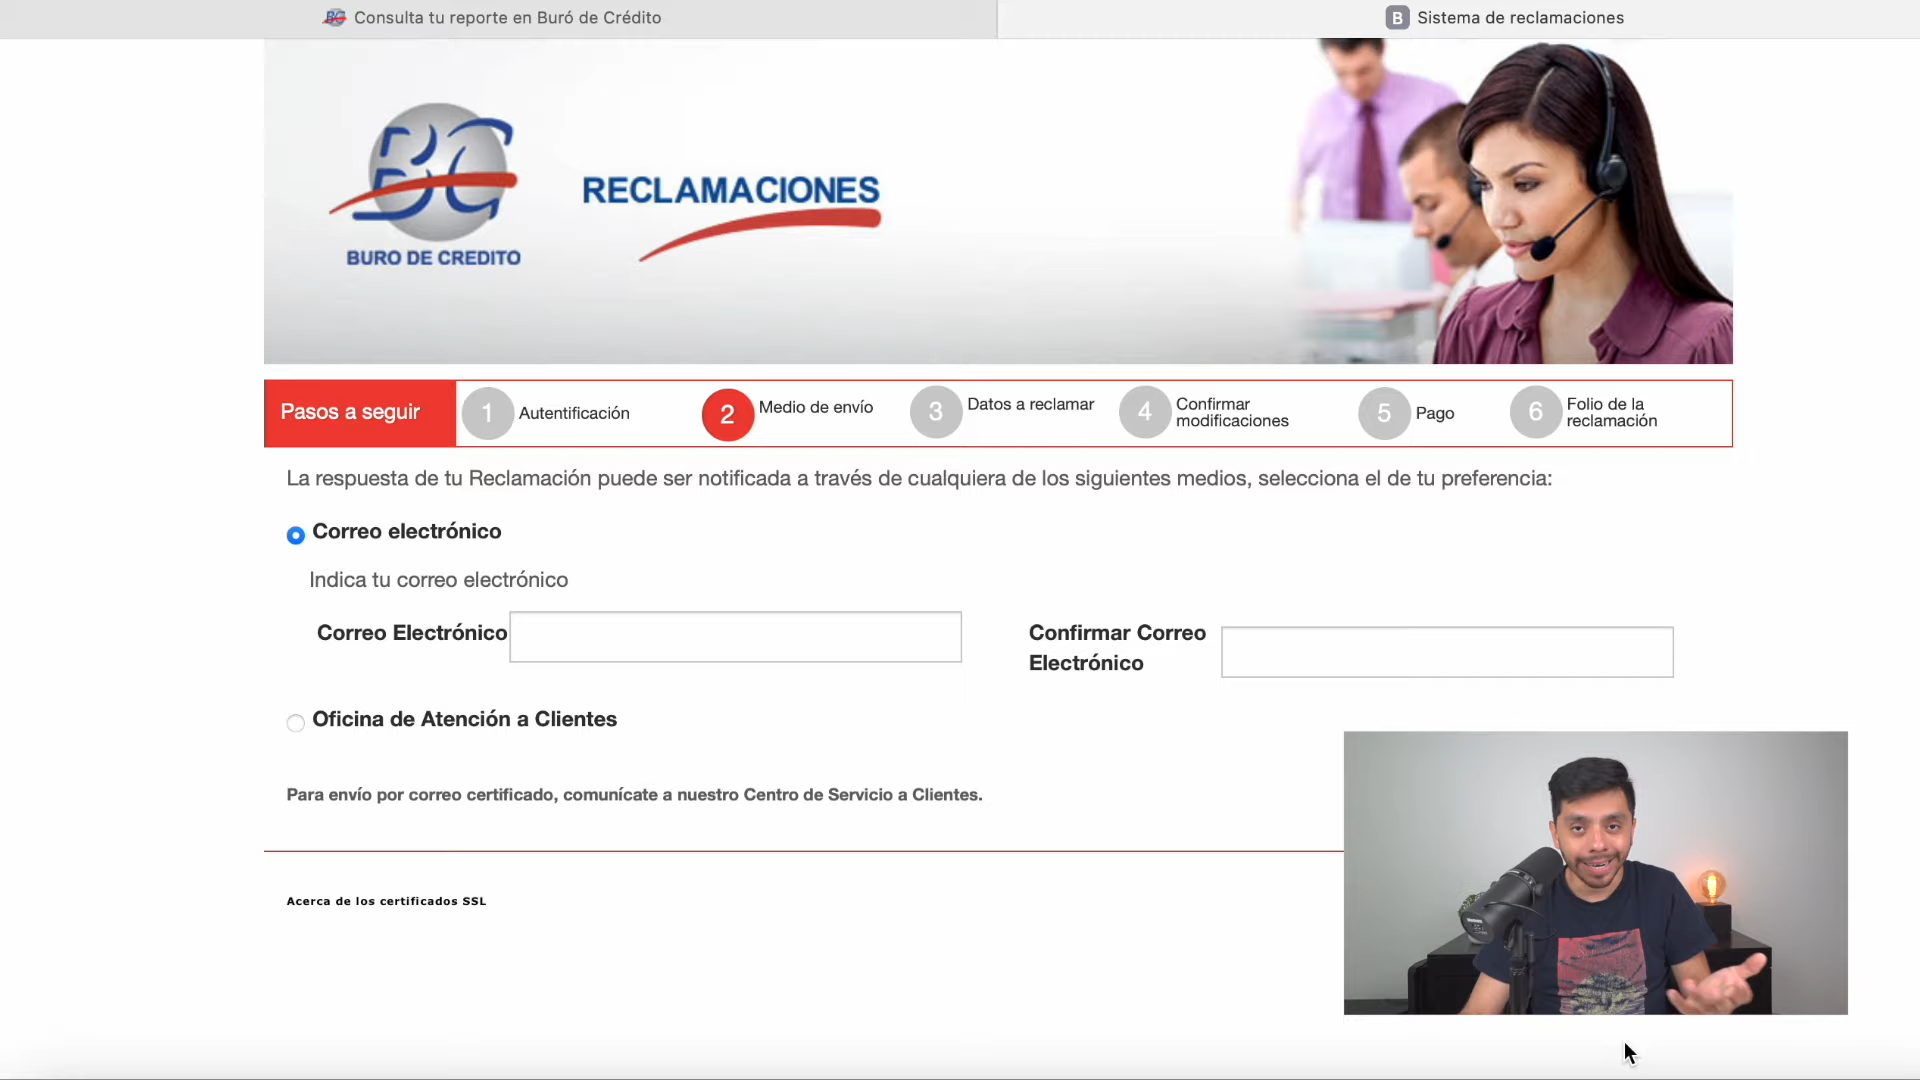 Consulta tu reporte en Buró de Crédito
B Sistema de reclamaciones
BC
BURO DE CREDITO
RECLAMACIONES
Pasos a seguir
1 Autentificación
2 Medio de envío
3 Datos a reclamar
4 Confirmar
modificaciones
5 Pago
6 Folio de la
reclamación
La respuesta de tu Reclamación puede ser notificada a través de cualquiera de los siguientes medios, selecciona el de tu preferencia:
Correo electrónico
Indica tu correo electrónico
Correo Electrónico
Confirmar Correo
Electrónico
Oficina de Atención a Clientes
Para envío por correo certificado, comunícate a nuestro Centro de Servicio a Clientes.
Acerca de los certificados SSL